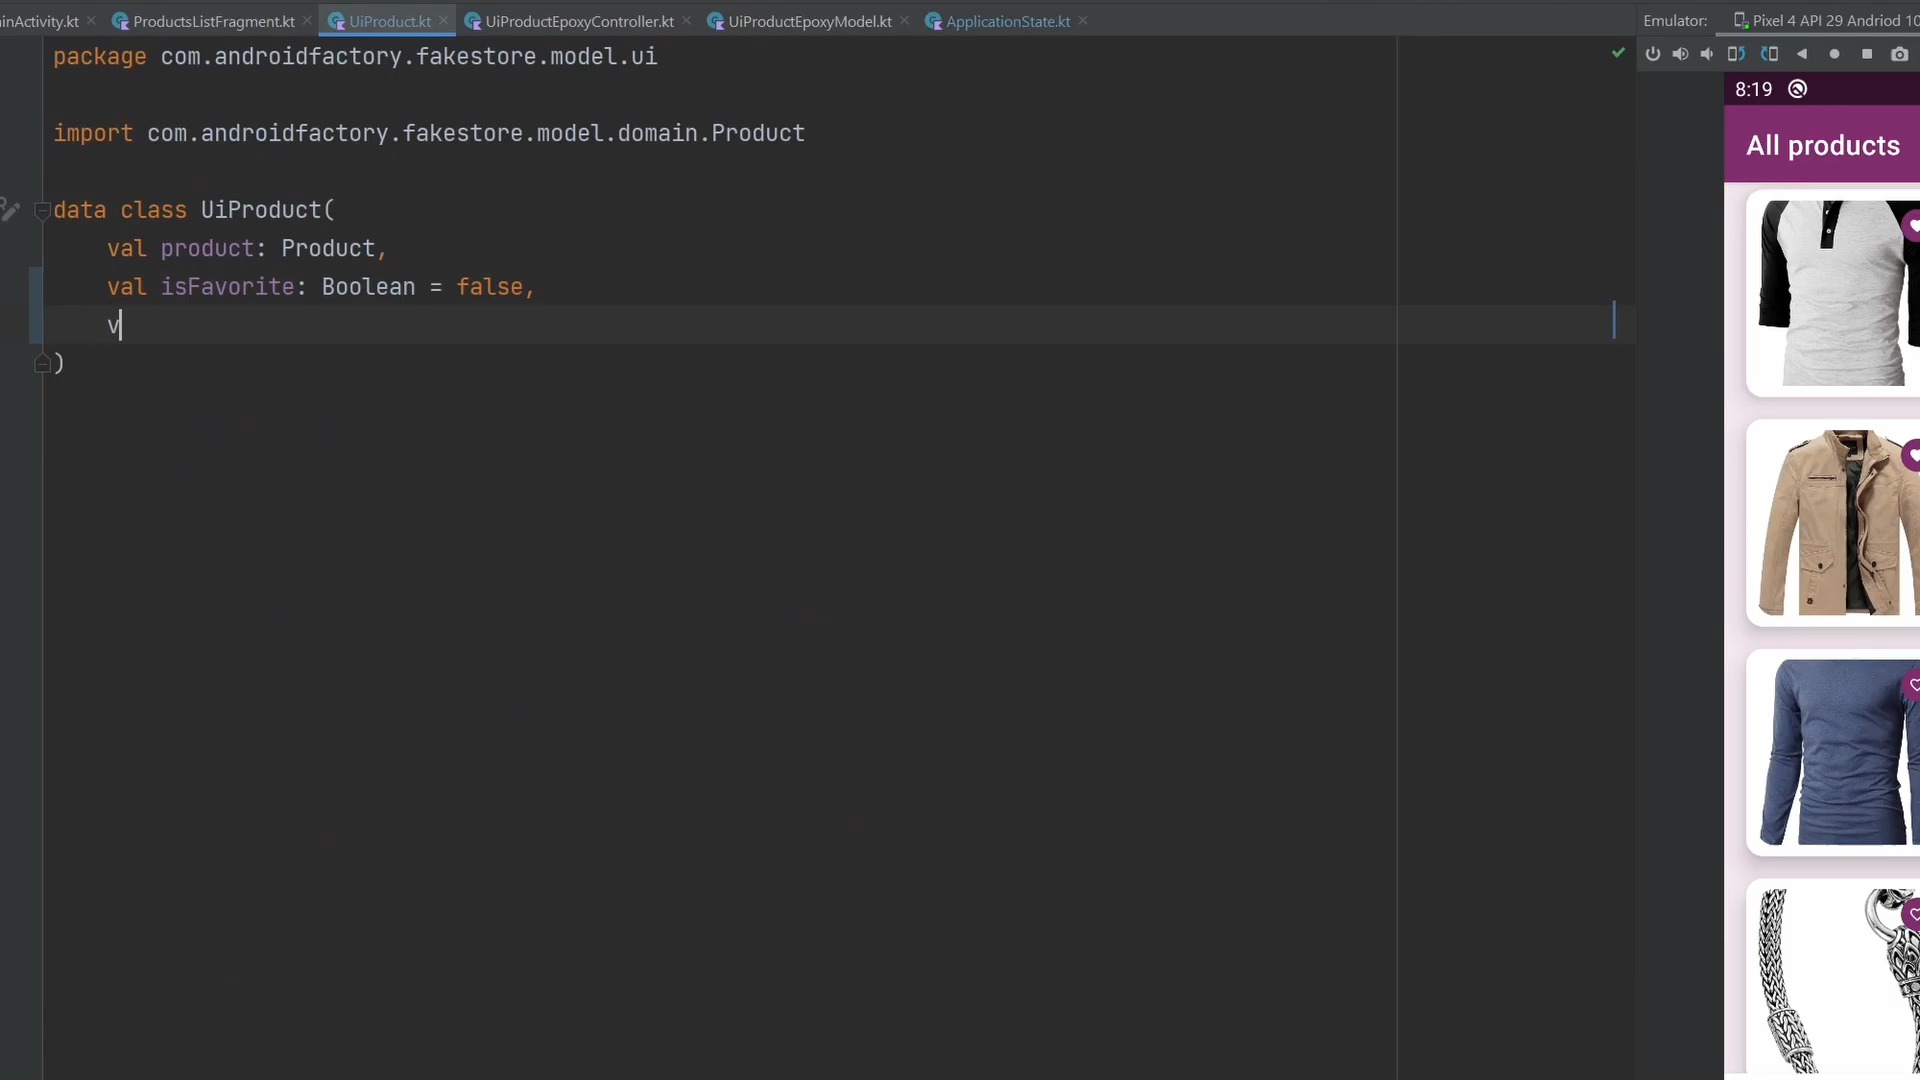 inActivity.kt ProductsListFragment.kt UiProduct.kt UiProductEpoxyController.kt UiProductEpoxyModel.kt ApplicationState.kt Emulator: Pixel 4 API 29 Andriod 10
package com.androidfactory.fakestore.model.ui
8:19
import com.androidfactory.fakestore.model.domain.Product
All products
data class UiProduct(
val product: Product,
val isFavorite: Boolean = false,
v
)